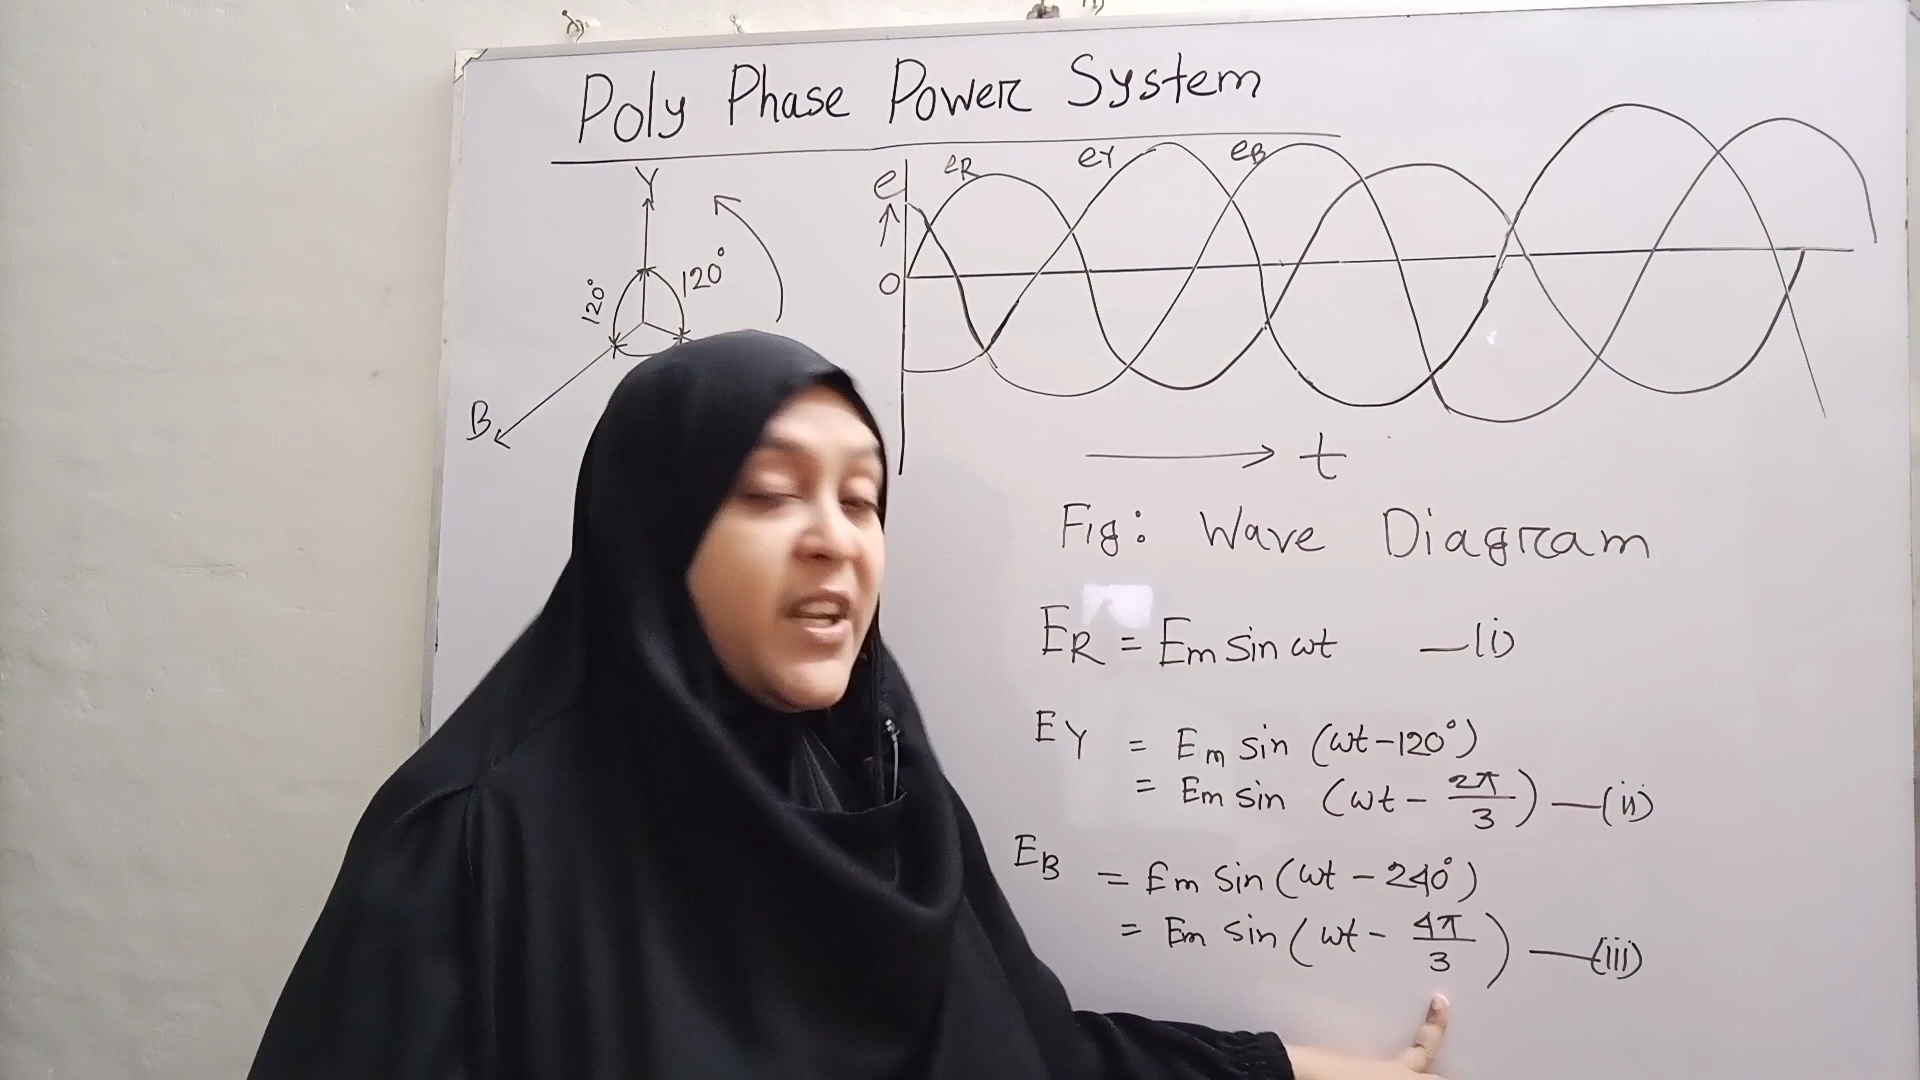 Poly Phase Power System
Y
120°
120°
B
e
0
eR
eY
eB
t
Fig: Wave Diagram
ER = Em sin ωt —(i)
EY = Em sin (ωt-120°)
= Em sin (ωt - 2π/3) —(ii)
EB = Em sin (ωt - 240°)
= Em sin (ωt - 4π/3) —(iii)